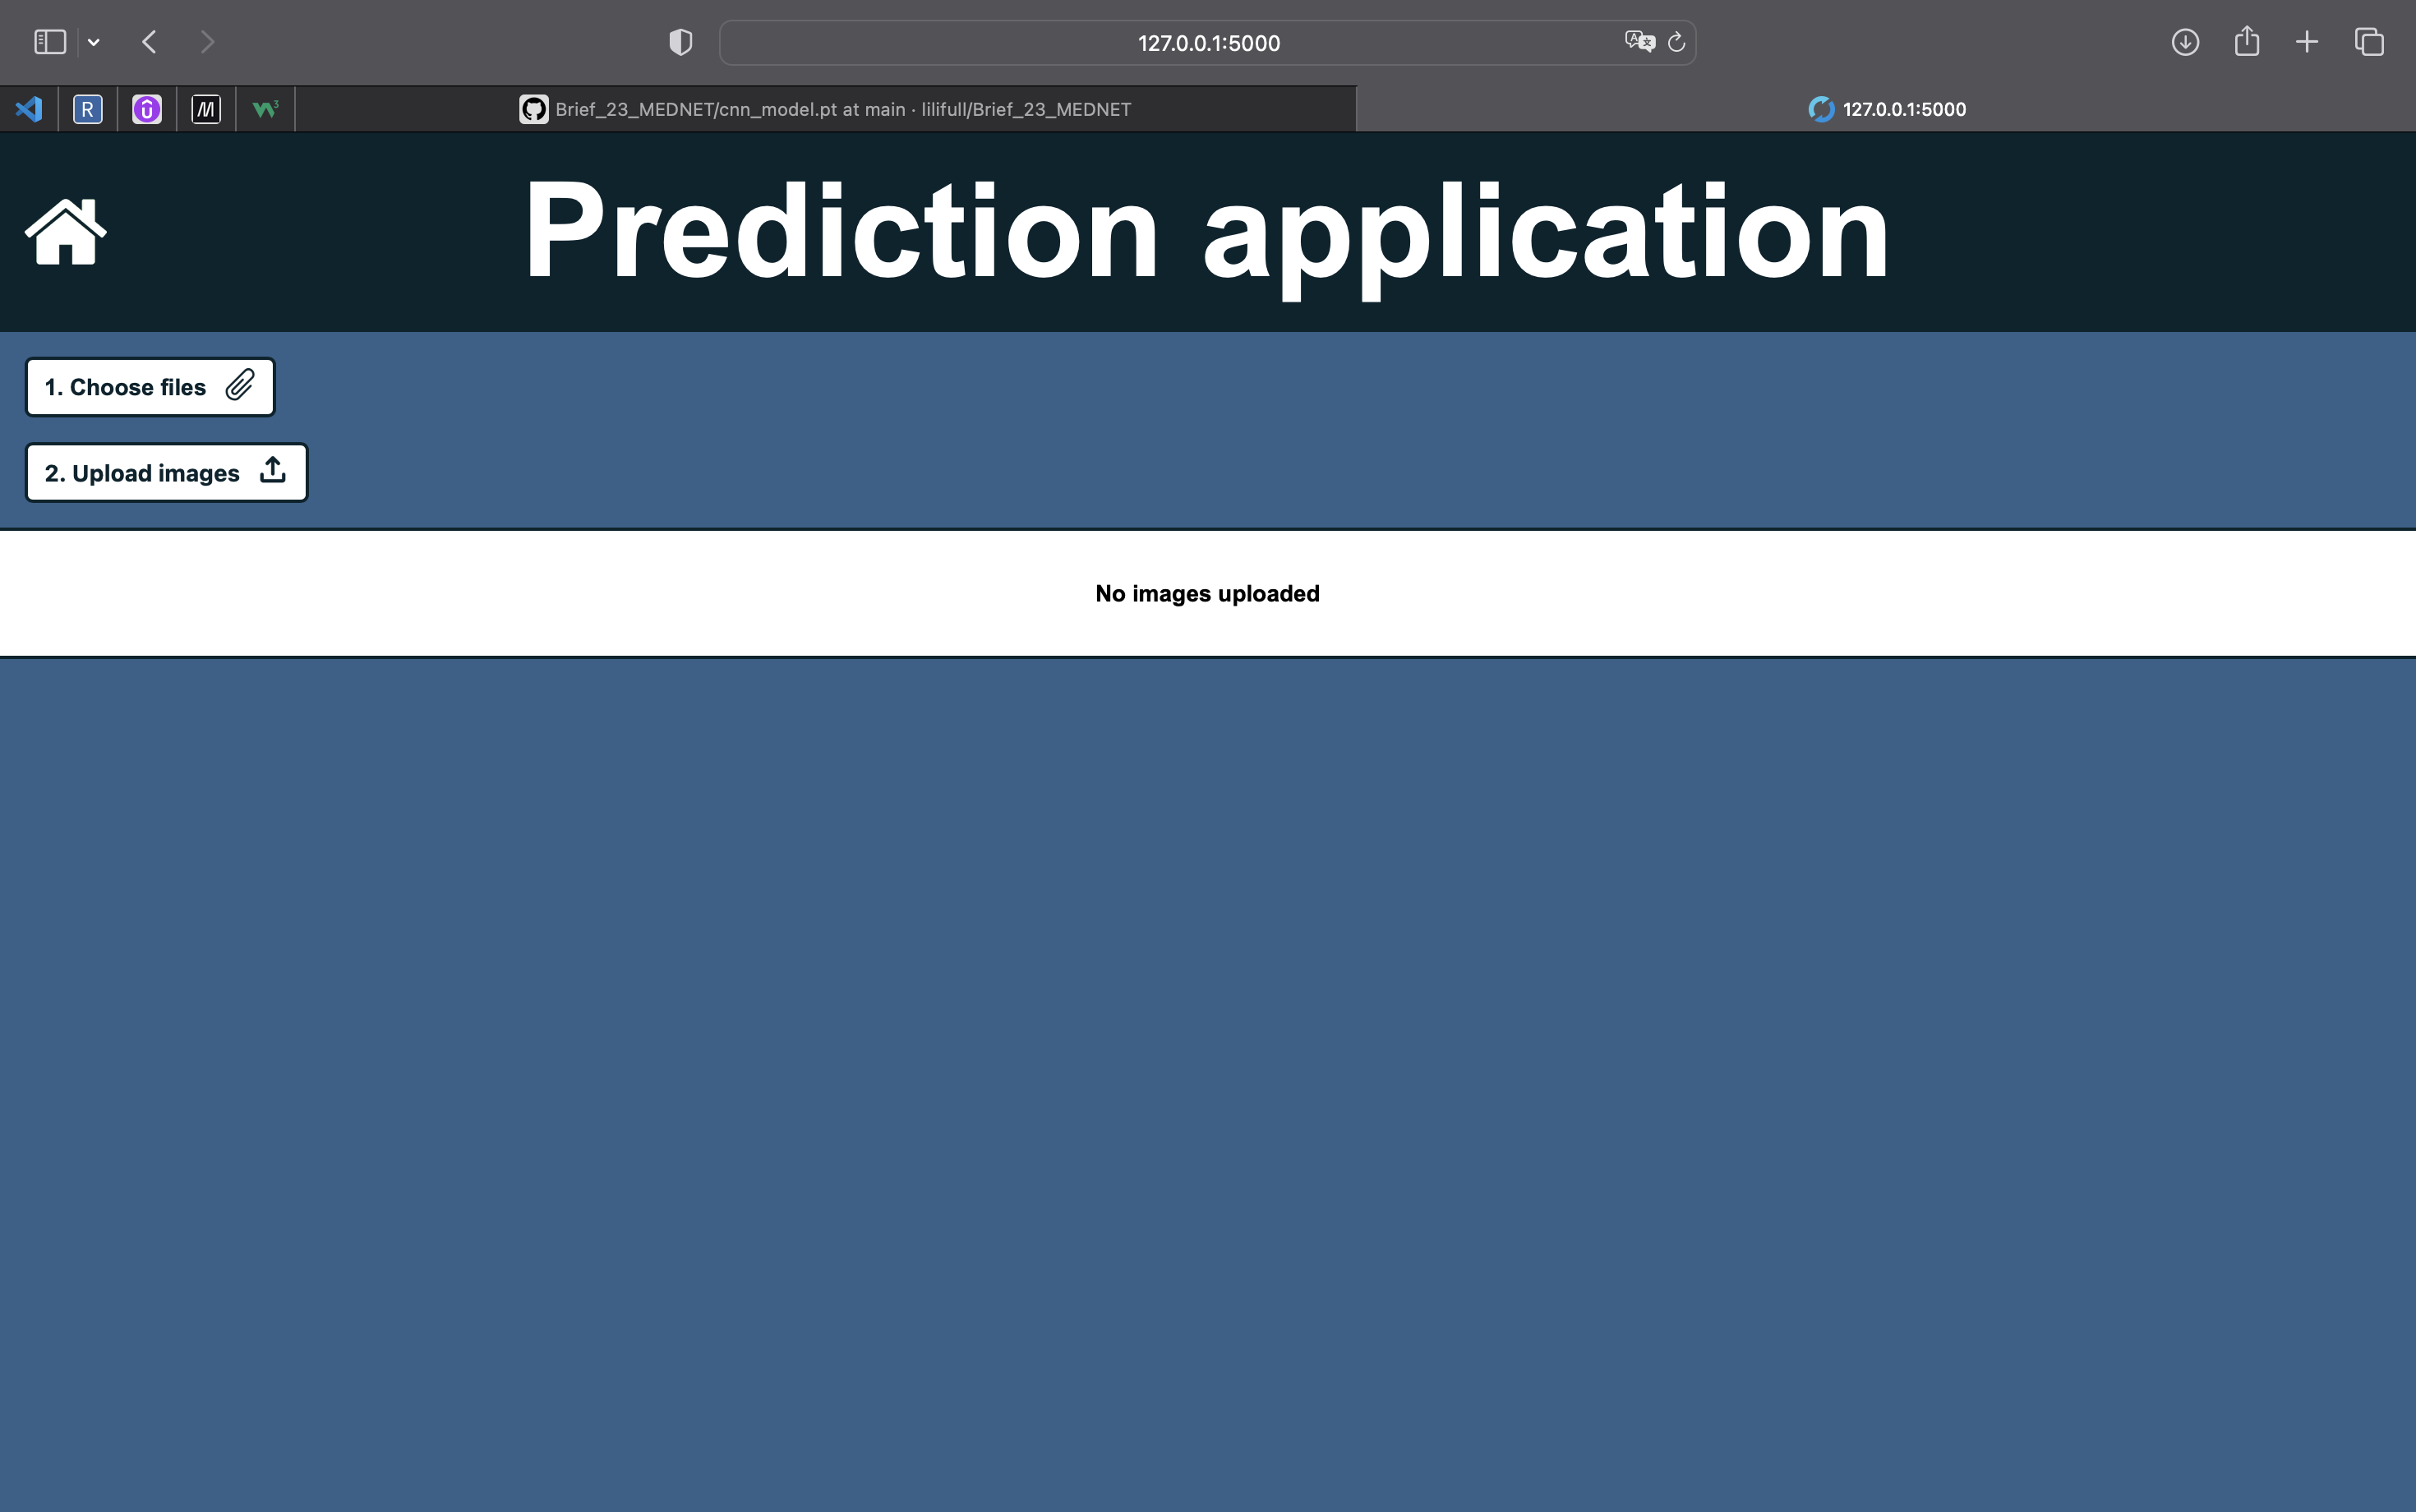 127.0.0.1:5000
R
W3
Brief_23_MEDNET/cnn_model.pt at main · lilifull/Brief_23_MEDNET
127.0.0.1:5000
Prediction application
1. Choose files
2. Upload images
No images uploaded